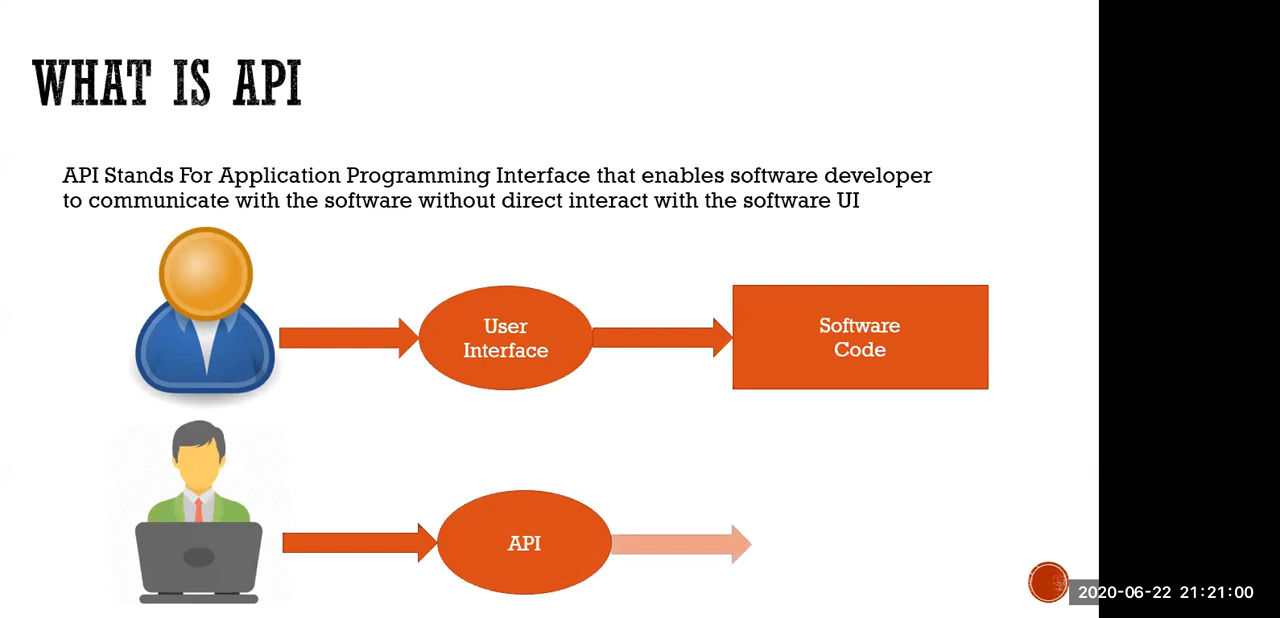 WHAT IS API
API Stands For Application Programming Interface that enables software developer
to communicate with the software without direct interact with the software UI
User
Interface
Software
Code
API
2020-06-22 21:21:00